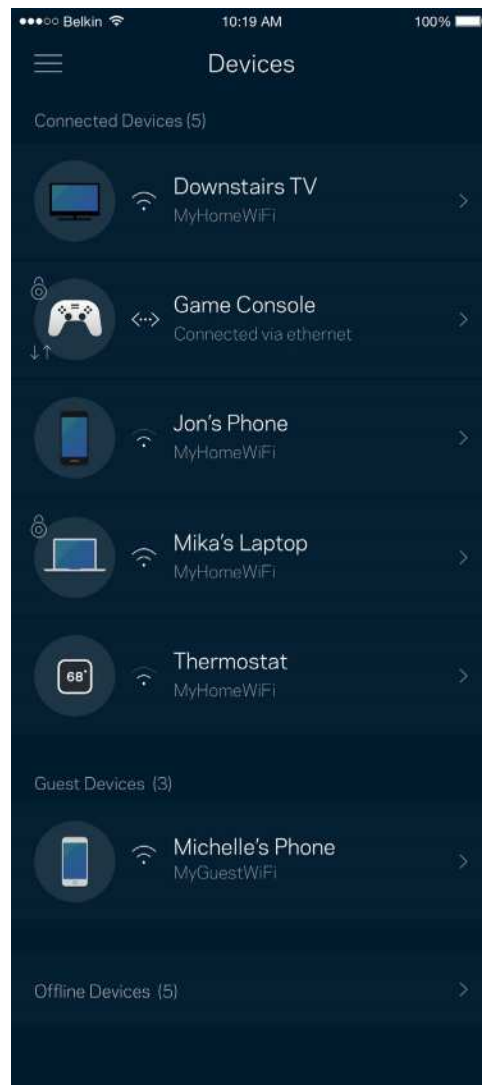 Belkin 10:19 AM 100%
Devices
Connected Devices (5)
Downstairs TV
MyHomeWiFi
Game Console
Connected via ethernet
Jon's Phone
MyHomeWiFi
Mika's Laptop
MyHomeWiFi
68°
Thermostat
MyHomeWiFi
Guest Devices (3)
Michelle's Phone
MyGuestWiFi
Offline Devices (5)